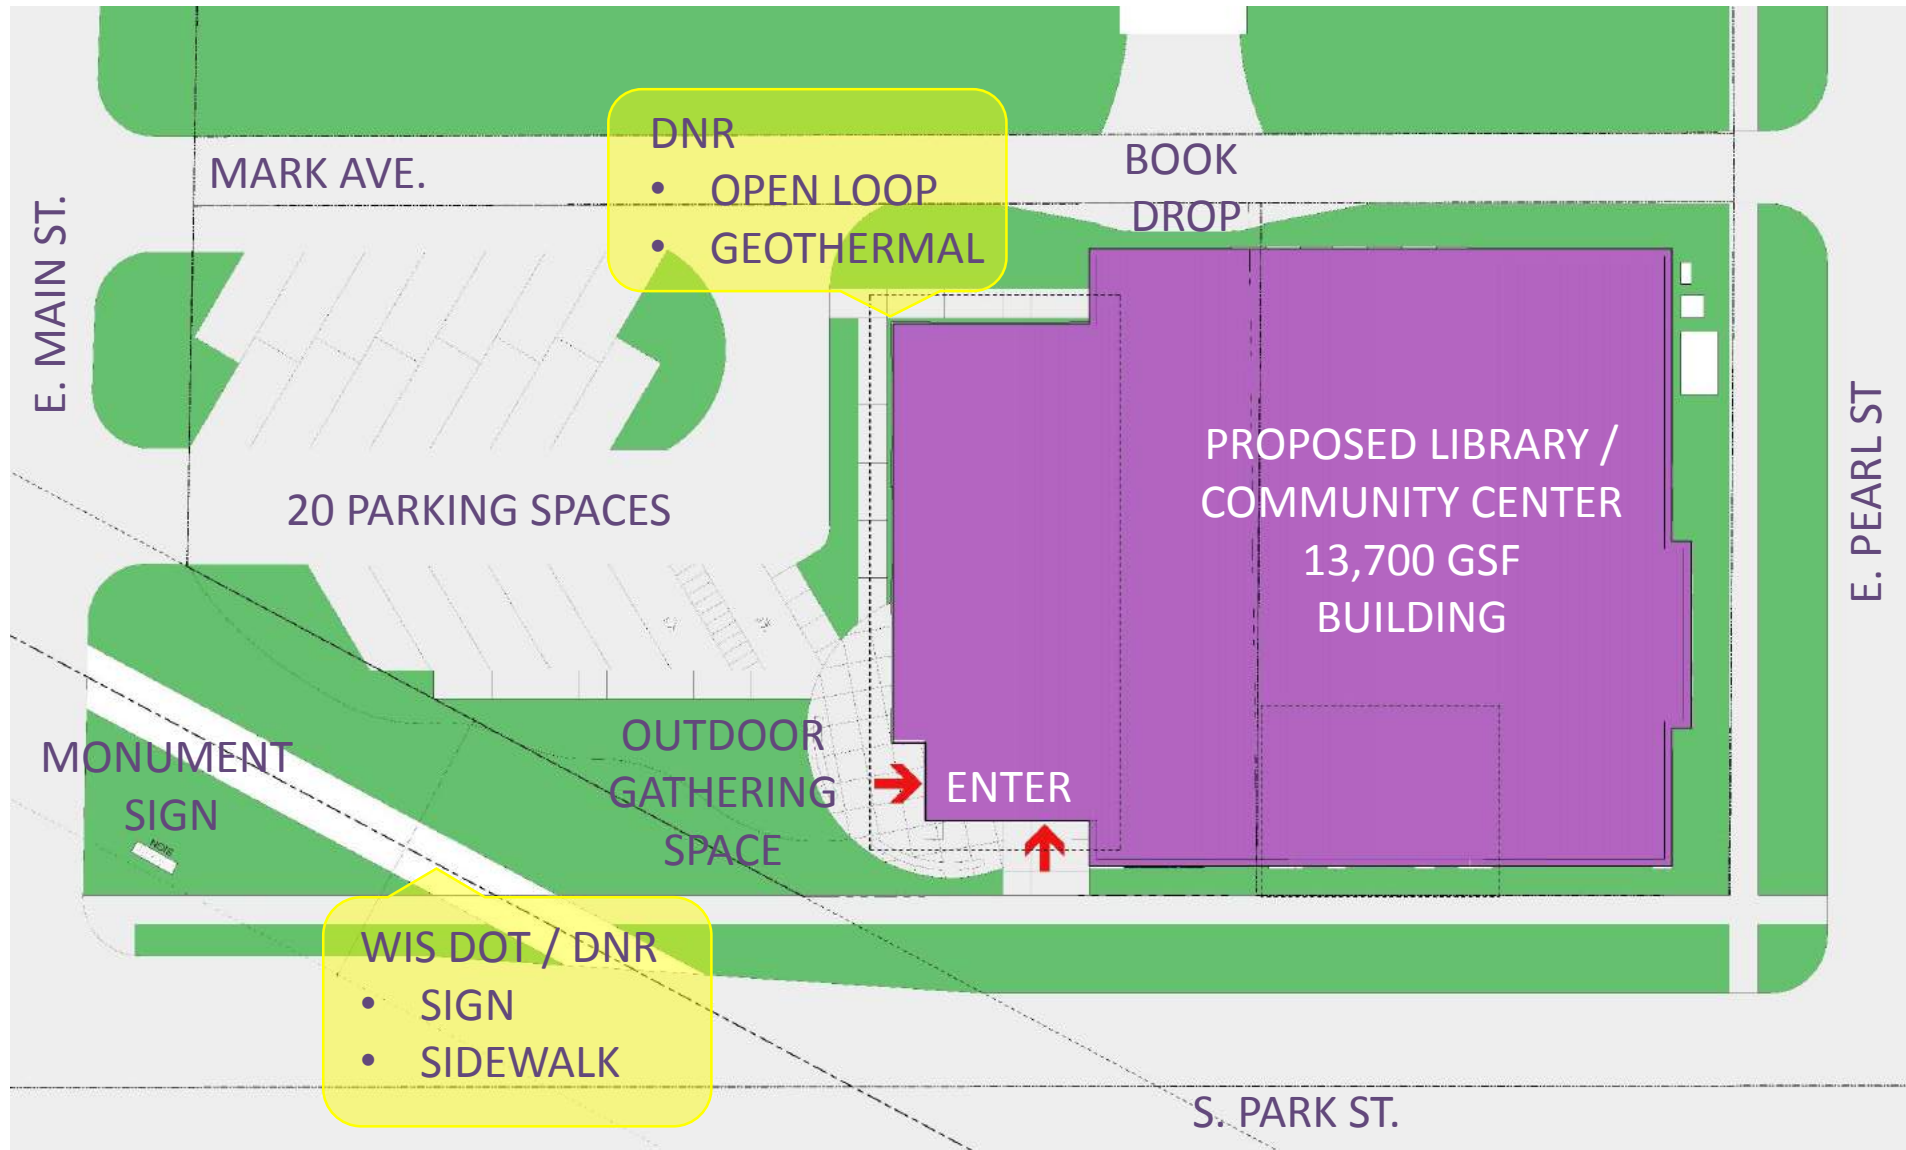 DNR
• OPEN LOOP
• GEOTHERMAL
MARK AVE.
BOOK
DROP
E. MAIN ST.
20 PARKING SPACES
PROPOSED LIBRARY /
COMMUNITY CENTER
13,700 GSF
BUILDING
E. PEARL ST
MONUMENT
SIGN
SIGN
OUTDOOR
GATHERING
SPACE
ENTER
WIS DOT / DNR
• SIGN
• SIDEWALK
S. PARK ST.